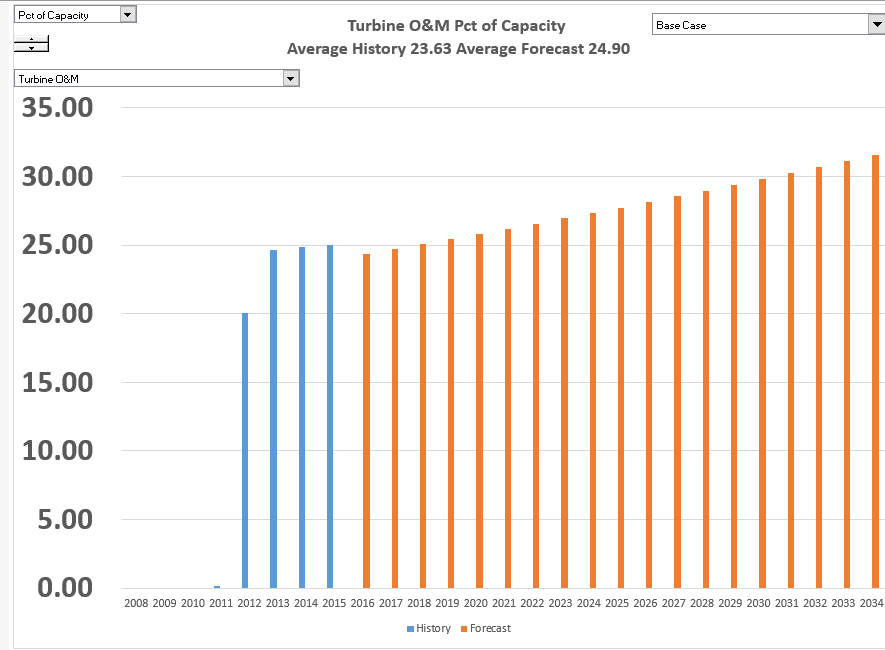 Pct of Capacity
Turbine O&M Pct of Capacity
Base Case
Average History 23.63 Average Forecast 24.90
Turbine O&M
35.00
30.00
25.00
20.00
15.00
10.00
5.00
0.00
2008 2009 2010 2011 2012 2013 2014 2015 2016 2017 2018 2019 2020 2021 2022 2023 2024 2025 2026 2027 2028 2029 2030 2031 2032 2033 2034
History Forecast